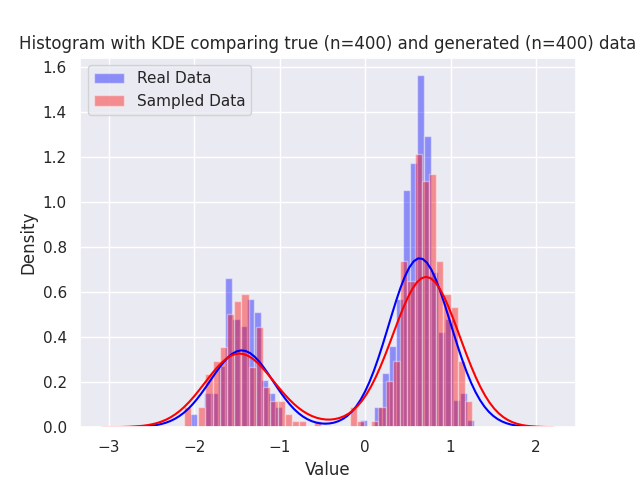 Histogram with KDE comparing true (n=400) and generated (n=400) data
Real Data
Sampled Data
Density
1.6
1.4
1.2
1.0
0.8
0.6
0.4
0.2
0.0
−3 −2 −1 0 1 2
Value